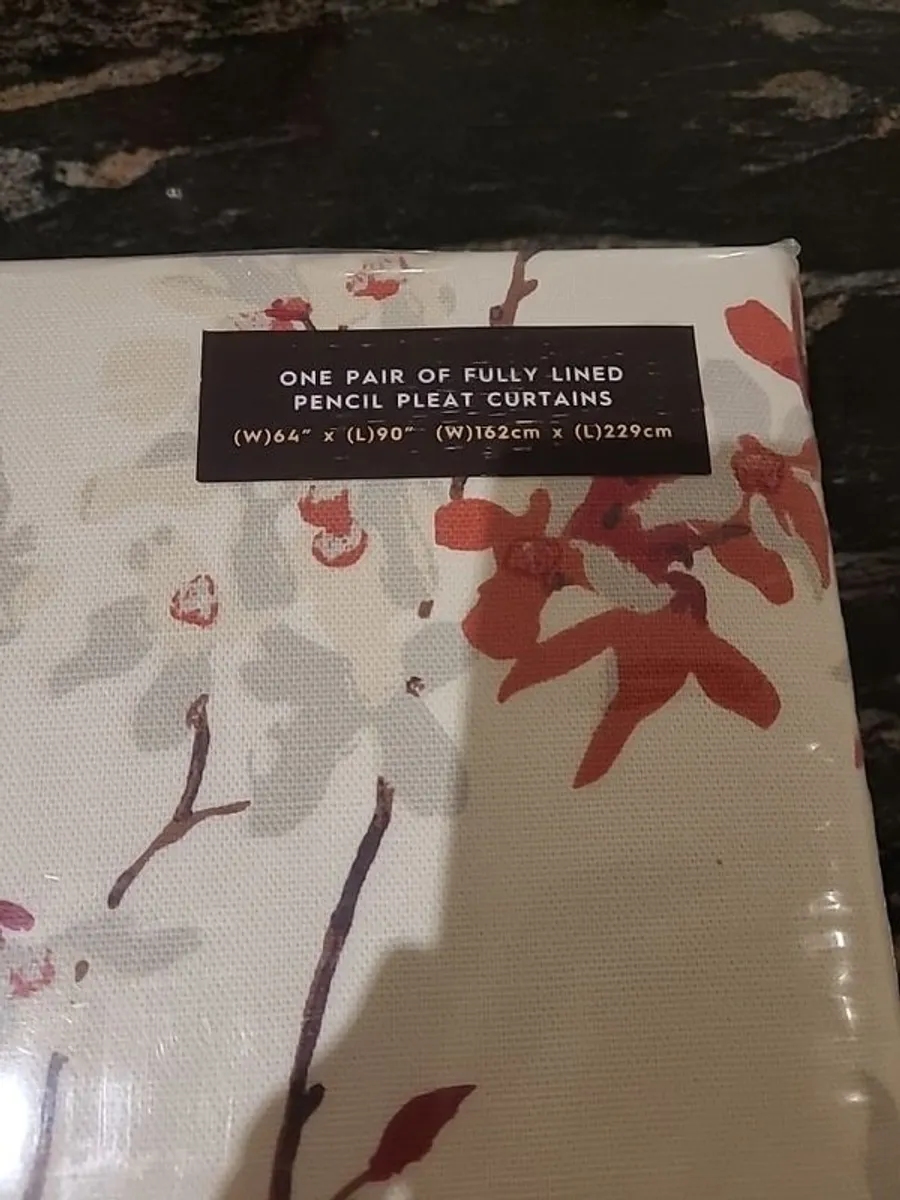 ONE PAIR OF FULLY LINED
PENCIL PLEAT CURTAINS
(W)64" x (L)90" (W)162cm x (L)229cm